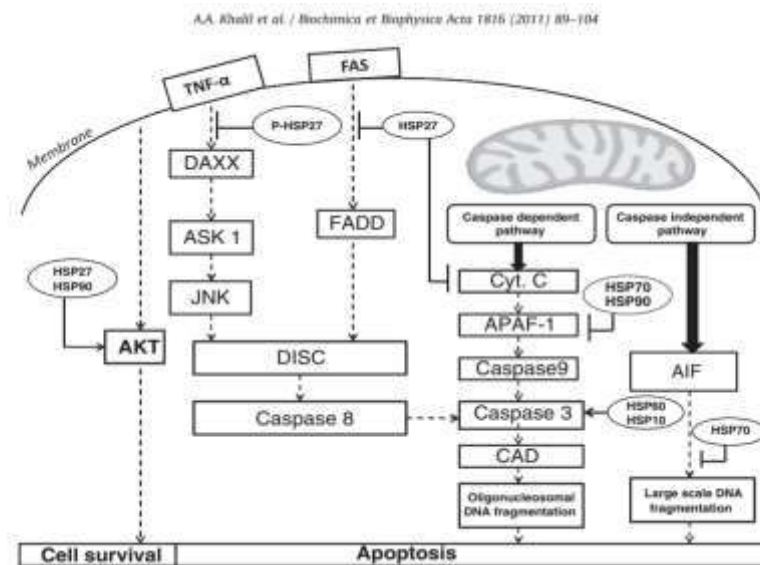 A.A. Khalil et al. / Biochimica et Biophysica Acta 1816 (2011) 89–104
TNF-α
FAS
Membrane
P-HSP27
HSP27
DAXX
ASK 1
FADD
JNK
HSP27
HSP90
AKT
DISC
Caspase 8
Caspase dependent
pathway
Caspase independent
pathway
Cyt. C
HSP70
HSP90
APAF-1
Caspase9
AIF
Caspase 3
HSP60
HSP10
HSP70
CAD
Oligonucleosomal
DNA fragmentation
Large scale DNA
fragmentation
Cell survival
Apoptosis